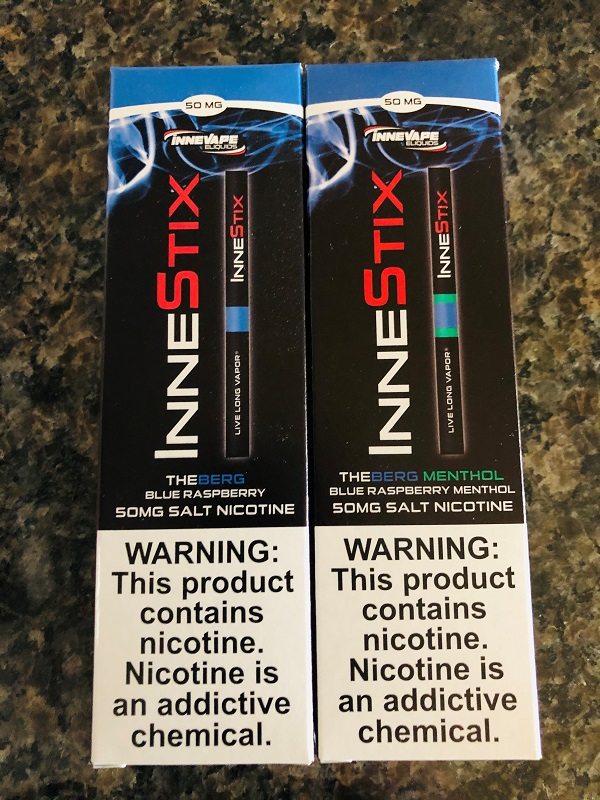 50 MG
INNEVAPE
ELIQUIDS
INNESTIX
INNESTIX
LIVE LONG VAPOR®
THEBERG
BLUE RASPBERRY
50MG SALT NICOTINE
WARNING:
This product
contains
nicotine.
Nicotine is
an addictive
chemical.
50 MG
INNEVAPE
ELIQUIDS
INNESTIX
INNESTIX
LIVE LONG VAPOR®
THEBERG MENTHOL
BLUE RASPBERRY MENTHOL
50MG SALT NICOTINE
WARNING:
This product
contains
nicotine.
Nicotine is
an addictive
chemical.